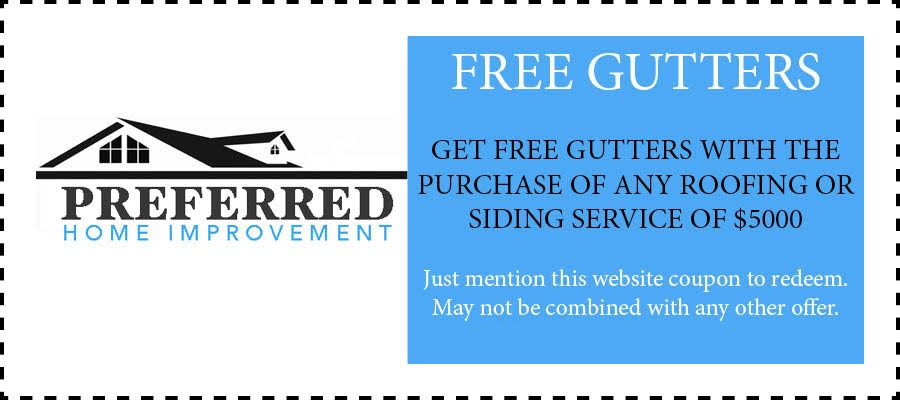 PREFERRED
HOME IMPROVEMENT
FREE GUTTERS
GET FREE GUTTERS WITH THE
PURCHASE OF ANY ROOFING OR
SIDING SERVICE OF $5000
Just mention this website coupon to redeem.
May not be combined with any other offer.